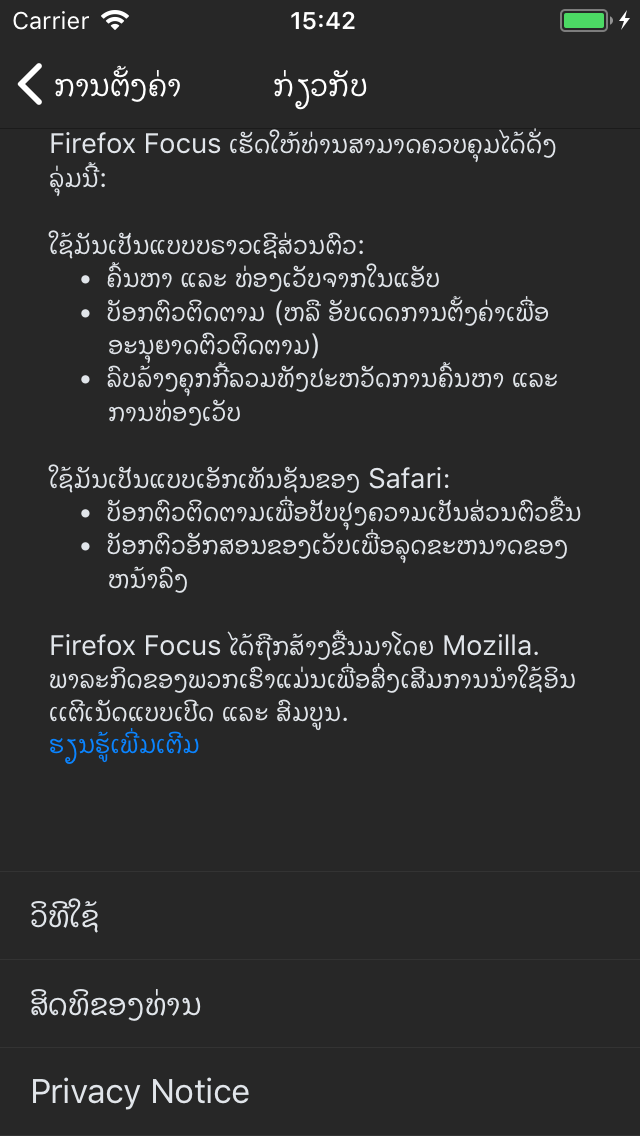 Carrier 15:42
ການຕັ້ງຄ່າ ກ່ຽວກັບ
Firefox Focus ເຮັດໃຫ້ທ່ານສາມາດຄວບຄຸມໄດ້ດັ່ງ
ລຸ່ມນີ້:
ໃຊ້ມັນເປັນແບບບຣາວເຊີສ່ວນຕົວ:
• ຄົ້ນຫາ ແລະ ທ່ອງເວັບຈາກໃນແອັບ
• ບັອກຕົວຕິດຕາມ (ຫລື ອັບເດດການຕັ້ງຄ່າເພື່ອ
ອະນຸຍາດຕົວຕິດຕາມ)
• ລົບລ້າງຄຸກກີ້ລວມທັງປະຫວັດການຄົ້ນຫາ ແລະ
ການທ່ອງເວັບ
ໃຊ້ມັນເປັນແບບເອັກເທັນຊັນຂອງ Safari:
• ບັອກຕົວຕິດຕາມເພື່ອປັບປຸງຄວາມເປັນສ່ວນຕົວຂື້ນ
• ບັອກຕົວອັກສອນຂອງເວັບເພື່ອລຸດຂະຫນາດຂອງ
ຫນ້າລົງ
Firefox Focus ໄດ້ຖືກສ້າງຂື້ນມາໂດຍ Mozilla.
ພາລະກິດຂອງພວກເຮົາແມ່ນເພື່ອສົ່ງເສີມການນຳໃຊ້ອິນ
ເເຕີເນັດແບບເປີດ ແລະ ສົມບູນ.
ຮຽນຮູ້ເພີ່ມເຕີມ
ວິທີໃຊ້
ສິດທິຂອງທ່ານ
Privacy Notice